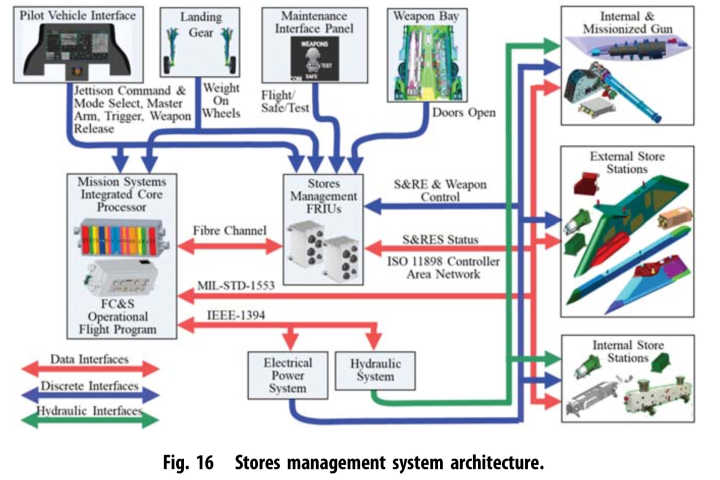 Pilot Vehicle Interface
Landing
Gear
Maintenance
Interface Panel
WEAPONS
TEST
SAFE
Weapon Bay
Internal &
Missionized Gun
Jettison Command &
Mode Select, Master
Arm, Trigger, Weapon
Release
Weight
On
Wheels
Flight/
Safe/Test
Doors Open
Mission Systems
Integrated Core
Processor
FC&S
Operational
Flight Program
Stores
Management
FRIUs
S&RE & Weapon
Control
External Store
Stations
Fibre Channel
S&RES Status
ISO 11898 Controller
Area Network
MIL-STD-1553
IEEE-1394
Electrical
Power
System
Hydraulic
System
Internal Store
Stations
Data Interfaces
Discrete Interfaces
Hydraulic Interfaces
Fig. 16 Stores management system architecture.